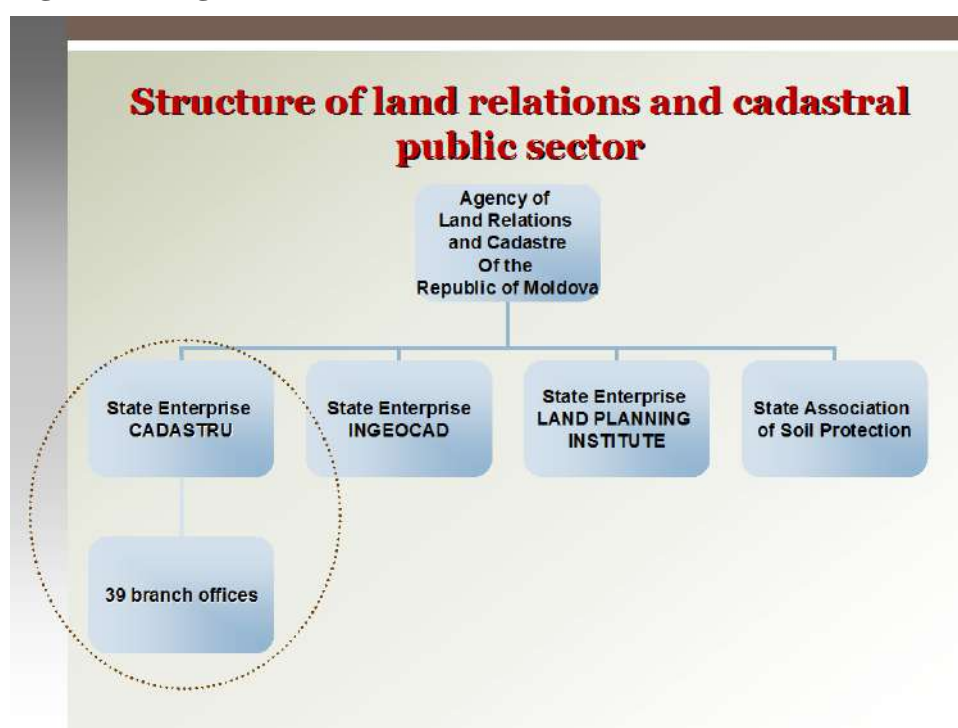 Structure of land relations and cadastral
public sector
Agency of
Land Relations
and Cadastre
Of the
Republic of Moldova
State Enterprise
CADASTRU
State Enterprise
INGEOCAD
State Enterprise
LAND PLANNING
INSTITUTE
State Association
of Soil Protection
39 branch offices